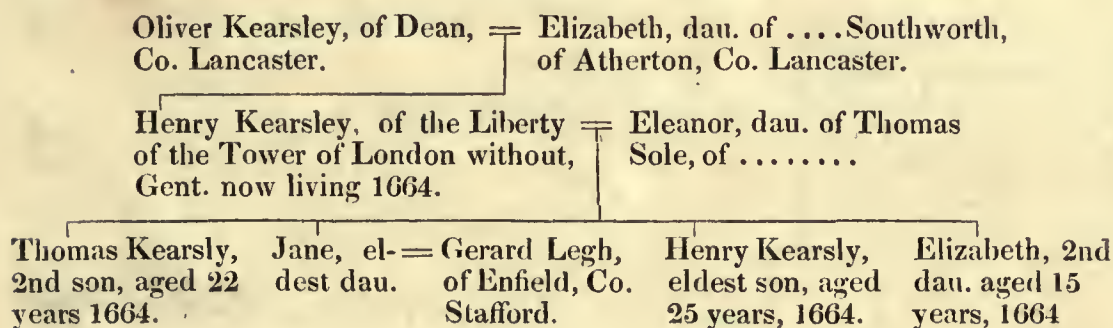 Oliver Kearsley, of Dean, = Elizabeth, dau. of ....Southworth,
Co. Lancaster. of Atherton, Co. Lancaster.
Henry Kearsley, of the Liberty = Eleanor, dau. of Thomas
of the Tower of London without, Sole, of ........
Gent. now living 1664.
Thomas Kearsly, Jane, el- = Gerard Legh, Henry Kearsly, Elizabeth, 2nd
2nd son, aged 22 dest dau. of Enfield, Co. eldest son, aged dau. aged 15
years 1664. Stafford. 25 years, 1664. years, 1664